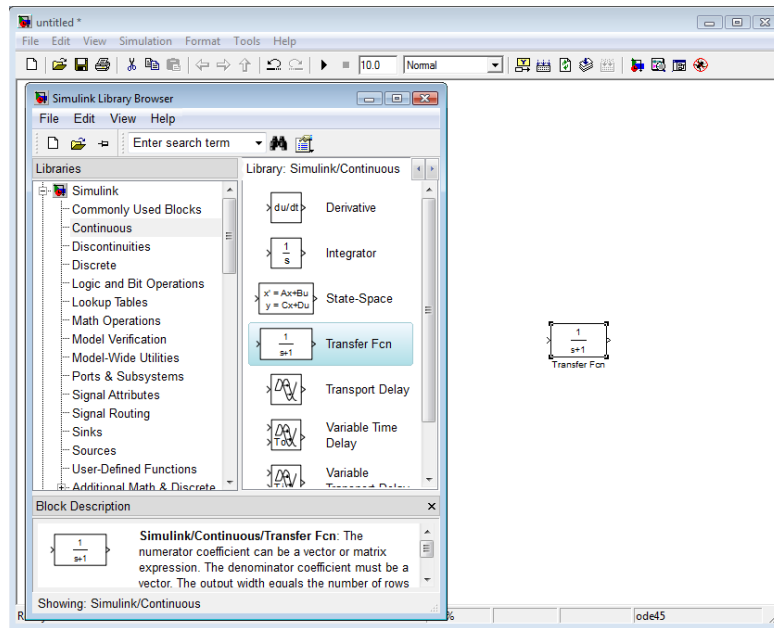 untitled *
File Edit View Simulation Format Tools Help
10.0 Normal
Simulink Library Browser
File Edit View Help
Enter search term
Libraries
Library: Simulink/Continuous
Simulink
Commonly Used Blocks
Continuous
Discontinuities
Discrete
Logic and Bit Operations
Lookup Tables
Math Operations
Model Verification
Model-Wide Utilities
Ports & Subsystems
Signal Attributes
Signal Routing
Sinks
Sources
User-Defined Functions
Additional Math & Discrete
du/dt Derivative
1
s
Integrator
x' = Ax+Bu
y = Cx+Du
State-Space
1
s+1
Transfer Fcn
Transport Delay
To
Variable Time
Delay
Variable
Transport Delay
1
s+1
Transfer Fcn
Block Description
1
s+1
Simulink/Continuous/Transfer Fcn: The
numerator coefficient can be a vector or matrix
expression. The denominator coefficient must be a
vector. The output width equals the number of rows
Showing: Simulink/Continuous
% ode45